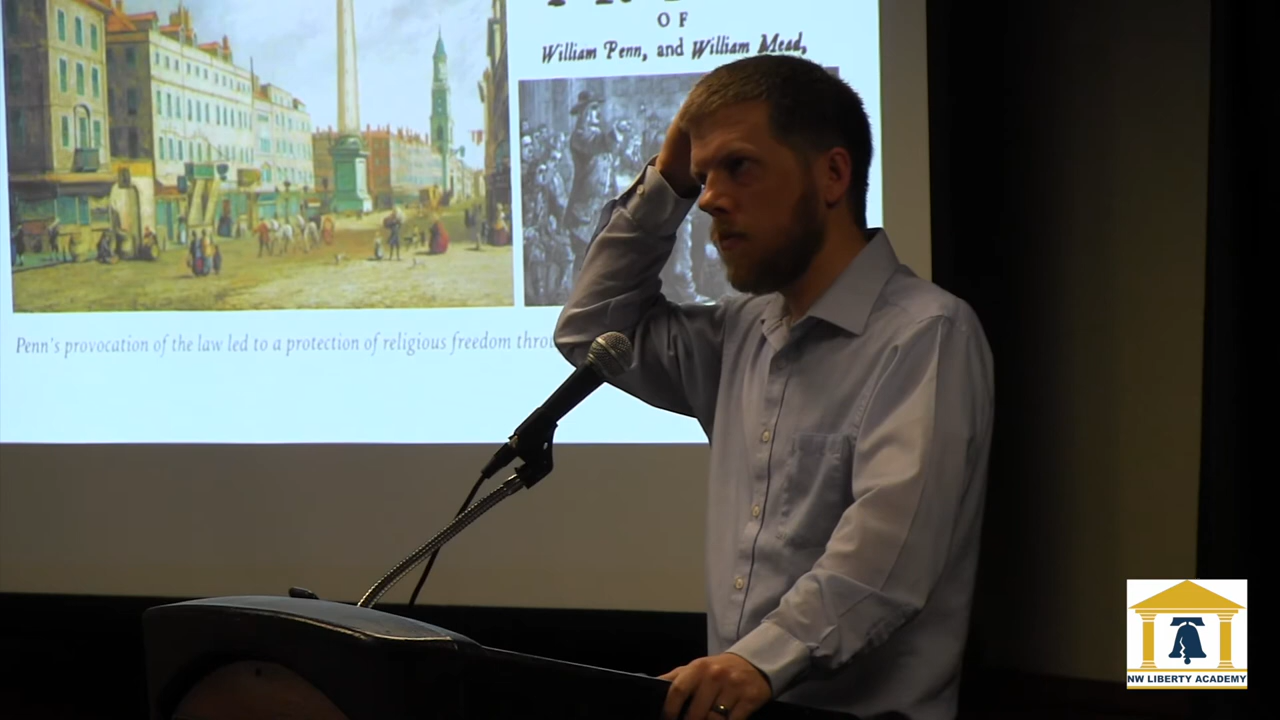 OF
William Penn, and William Mead,
Penn's provocation of the law led to a protection of religious freedom
NW LIBERTY ACADEMY